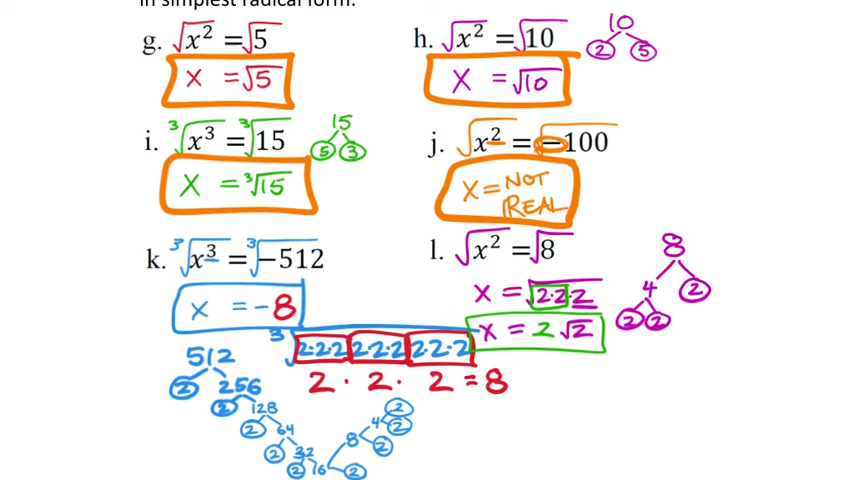 in simplest radical form.
g. √x² = √5
x = √5
h. √x² = √10
x = √10
10
2 5
i. ³√x³ = ³√15
x = ³√15
15
5 3
j. √x² = √-100
x = NOT REAL
k. ³√x³ = ³√-512
x = -8
³√2·2·2 2·2·2 2·2·2
2 · 2 · 2 = 8
512
2 256
2 128
2 64
2 32
2 16
8 2
4 2
2
2
l. √x² = √8
x = √2·2·2
x = 2√2
8
4 2
2 2